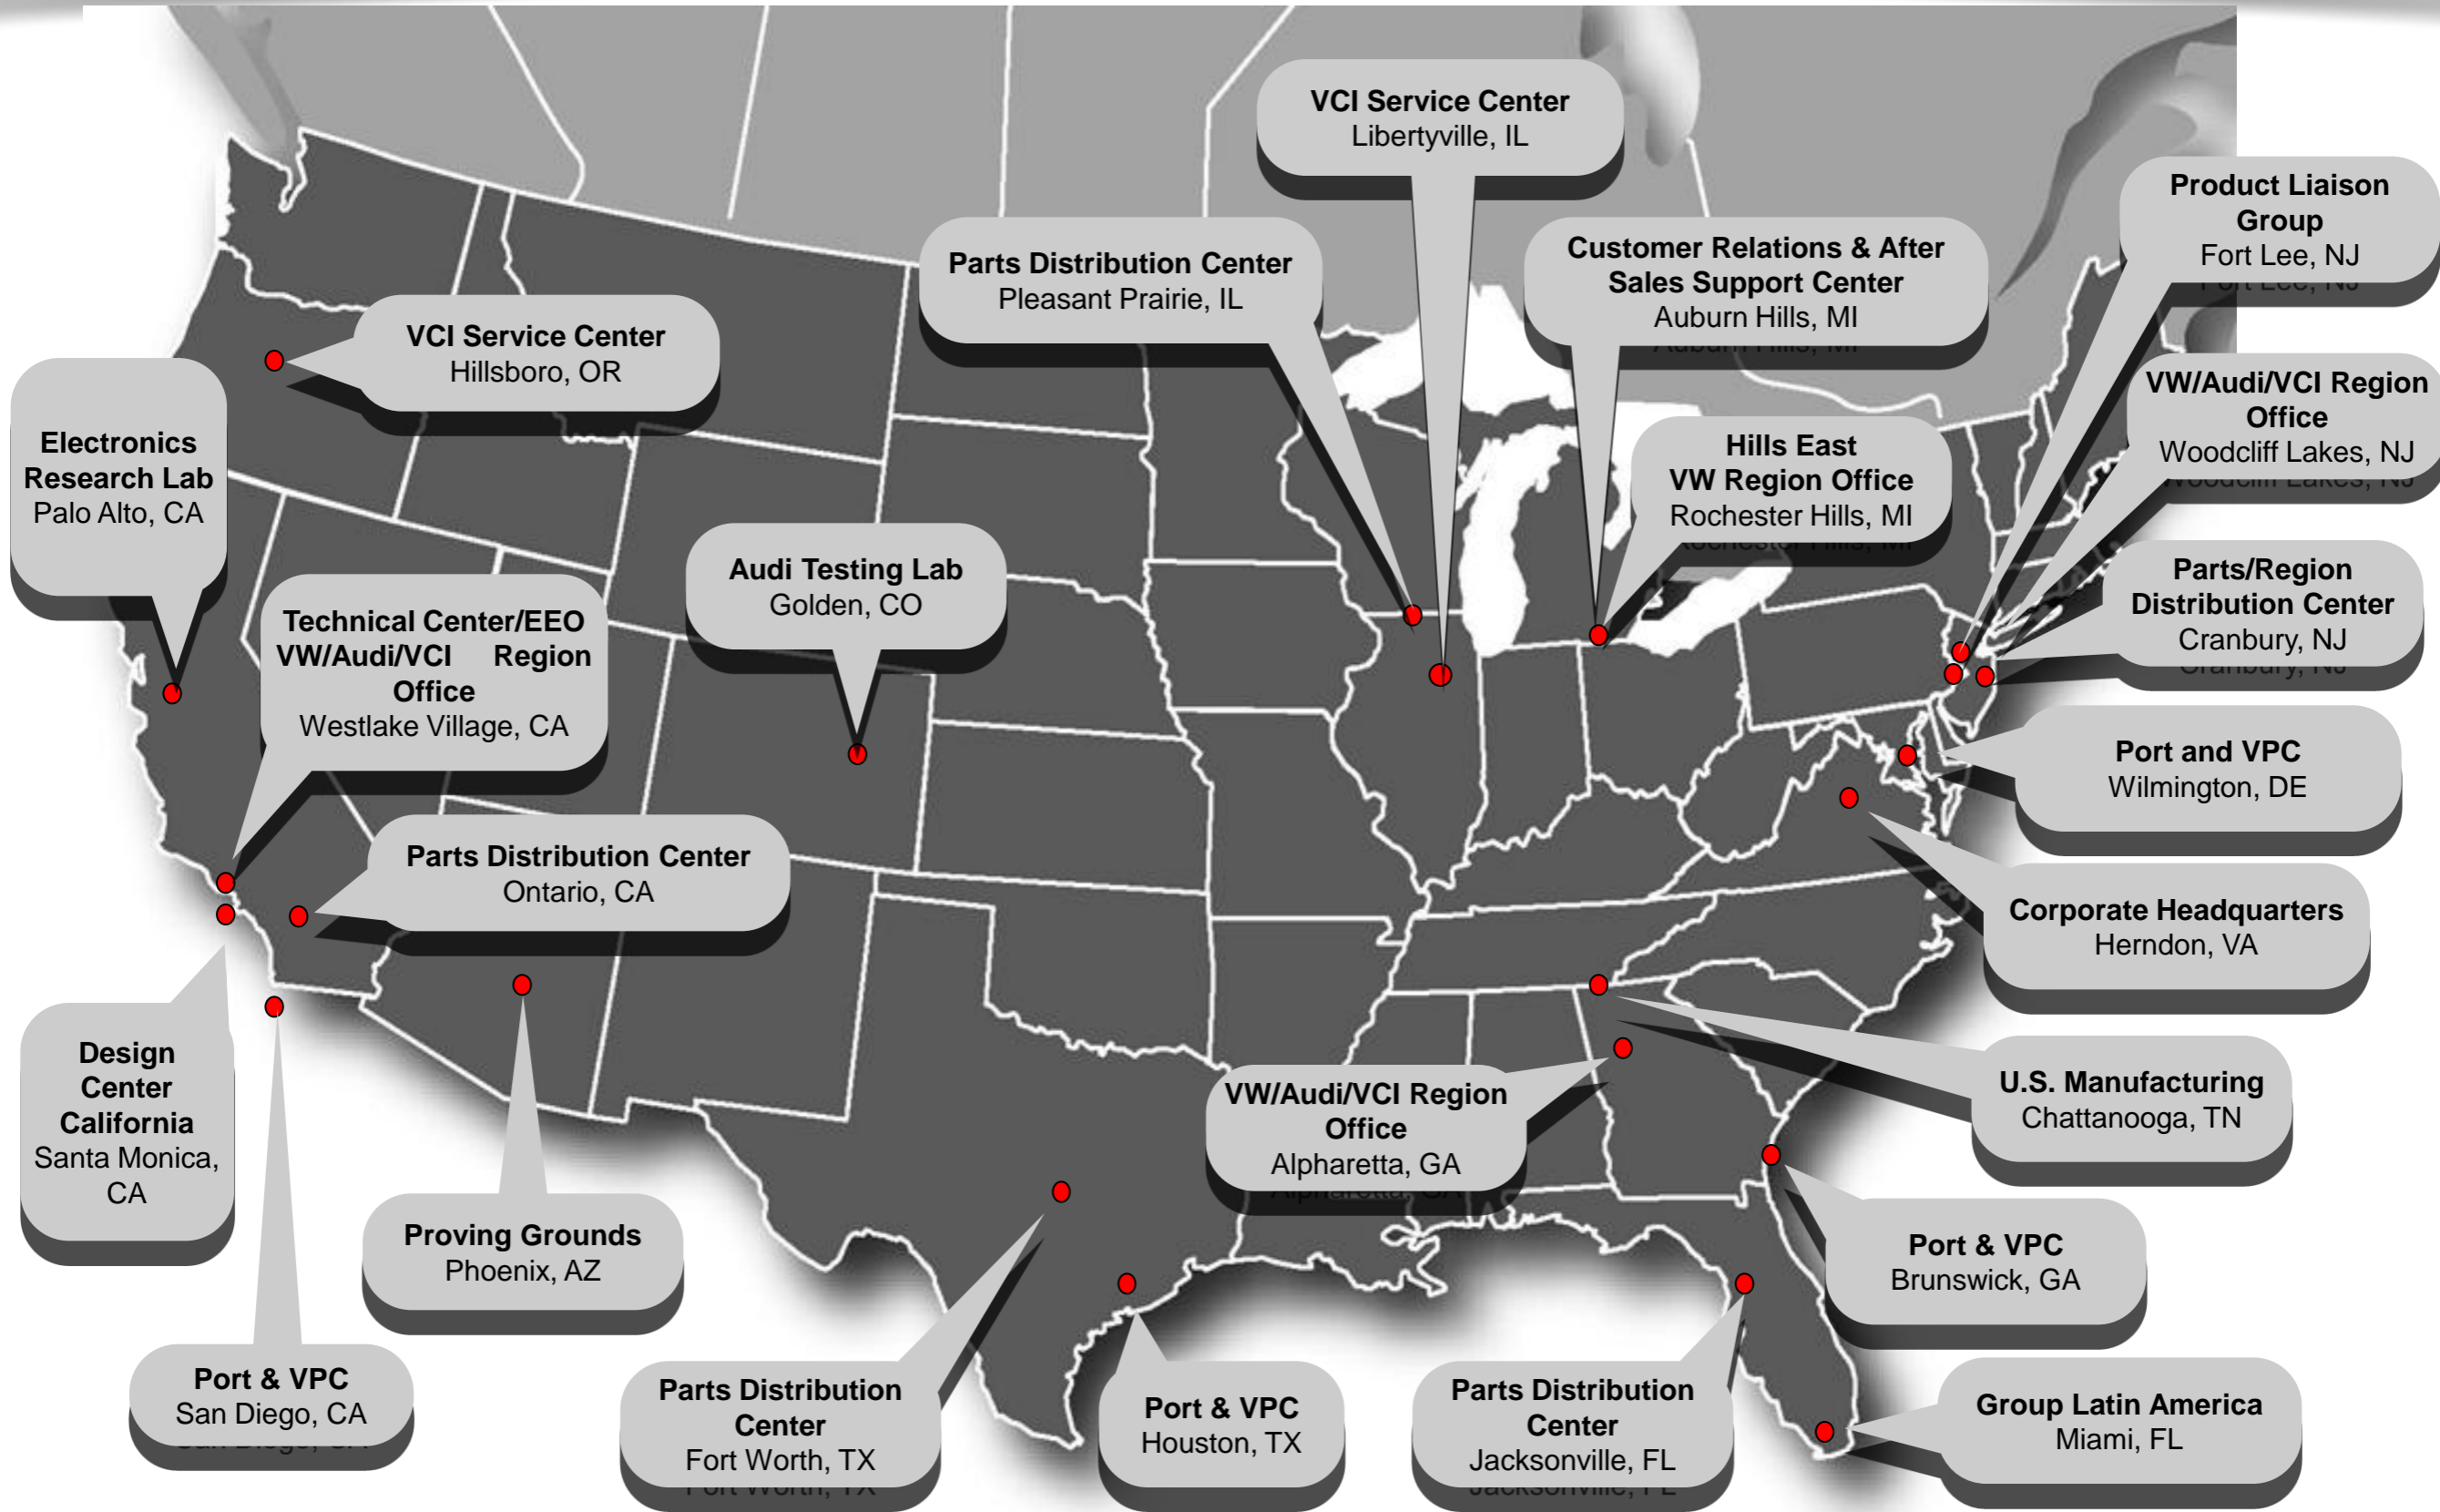 VCI Service Center
Libertyville, IL
Product Liaison
Group
Fort Lee, NJ
Parts Distribution Center
Pleasant Prairie, IL
Customer Relations & After
Sales Support Center
Auburn Hills, MI
VCI Service Center
Hillsboro, OR
VW/Audi/VCI Region
Office
Woodcliff Lakes, NJ
Electronics
Research Lab
Palo Alto, CA
Hills East
VW Region Office
Rochester Hills, MI
Audi Testing Lab
Golden, CO
Parts/Region
Distribution Center
Cranbury, NJ
Technical Center/EEO
VW/Audi/VCI Region
Office
Westlake Village, CA
Port and VPC
Wilmington, DE
Parts Distribution Center
Ontario, CA
Corporate Headquarters
Herndon, VA
Design
Center
California
Santa Monica,
CA
VW/Audi/VCI Region
Office
Alpharetta, GA
U.S. Manufacturing
Chattanooga, TN
Proving Grounds
Phoenix, AZ
Port & VPC
Brunswick, GA
Port & VPC
San Diego, CA
Parts Distribution
Center
Fort Worth, TX
Port & VPC
Houston, TX
Parts Distribution
Center
Jacksonville, FL
Group Latin America
Miami, FL